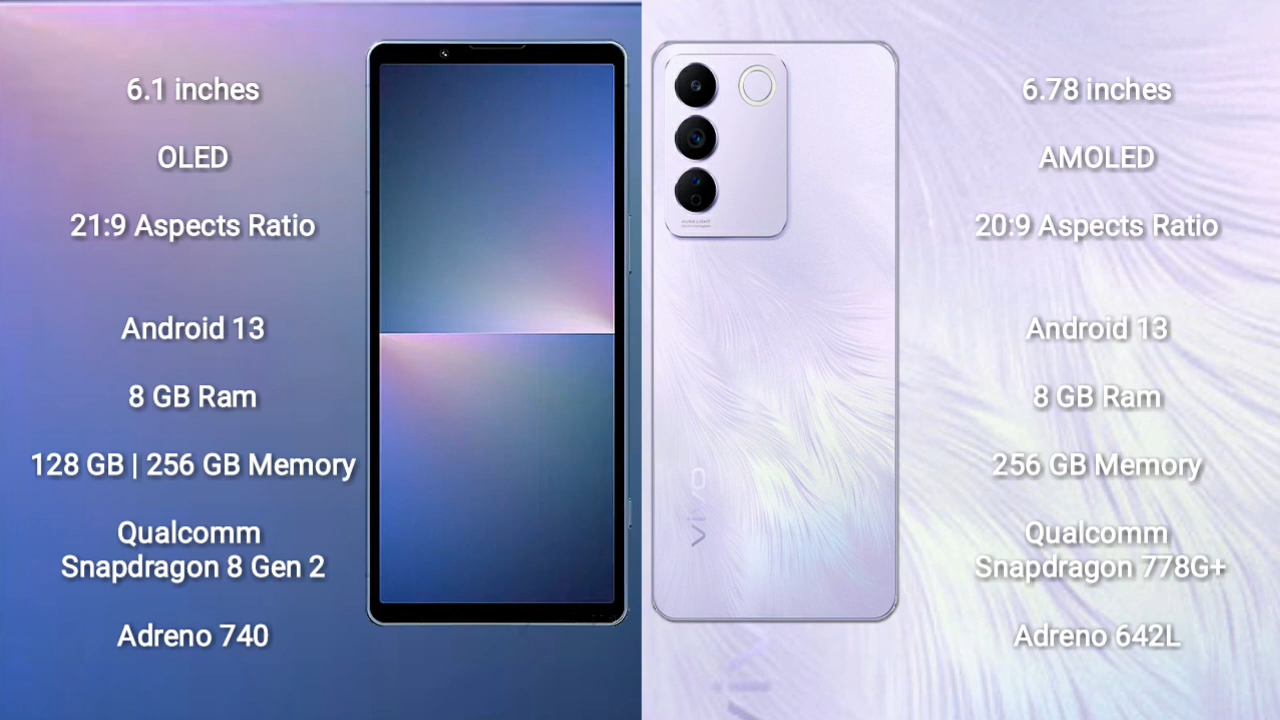 6.1 inches
OLED
21:9 Aspects Ratio
Android 13
8 GB Ram
128 GB | 256 GB Memory
Qualcomm
Snapdragon 8 Gen 2
Adreno 740
vivo
6.78 inches
AMOLED
20:9 Aspects Ratio
Android 13
8 GB Ram
256 GB Memory
Qualcomm
Snapdragon 778G+
Adreno 642L